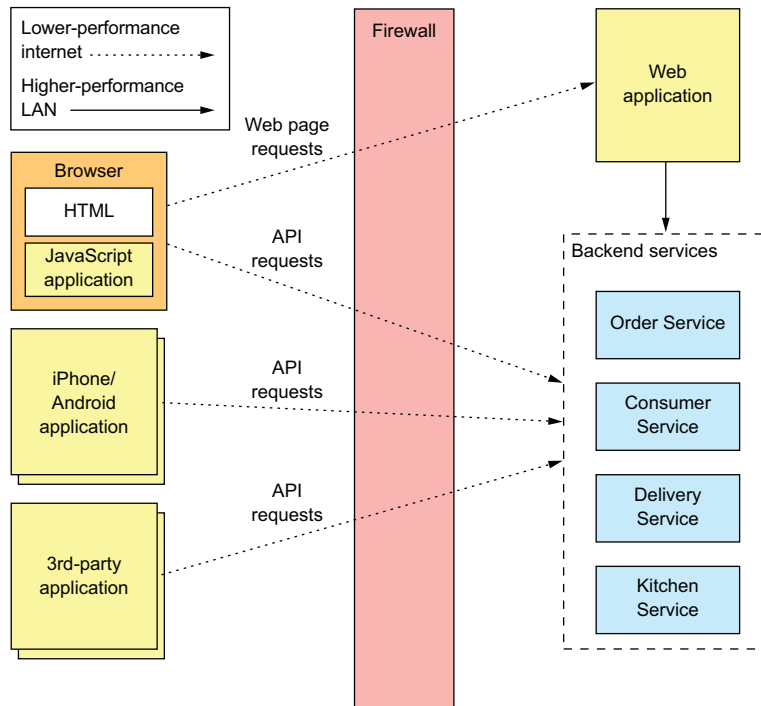 Lower-performance
internet
Higher-performance
LAN
Firewall
Web
application
Web page
requests
Browser
HTML
JavaScript
application
API
requests
Backend services
Order Service
iPhone/
Android
application
API
requests
Consumer
Service
3rd-party
application
API
requests
Delivery
Service
Kitchen
Service